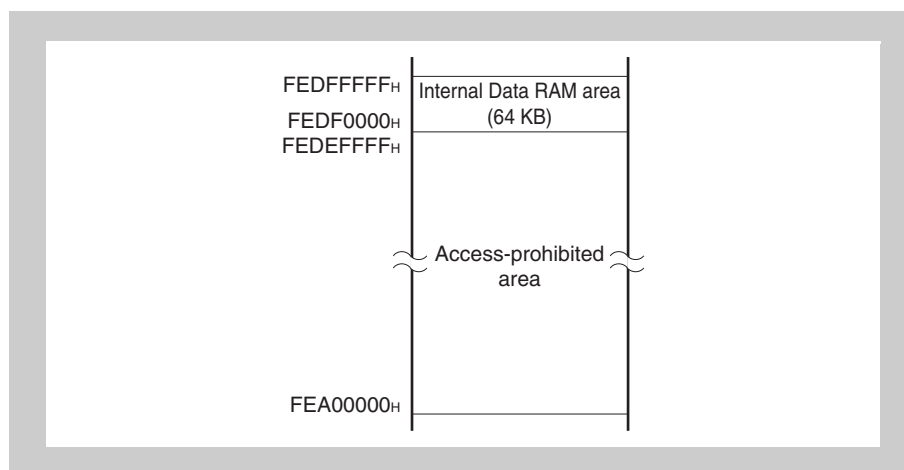 FEDFFFFFH
Internal Data RAM area
(64 KB)
FEDF0000H
FEDEFFFFH
Access-prohibited
area
FEA00000H